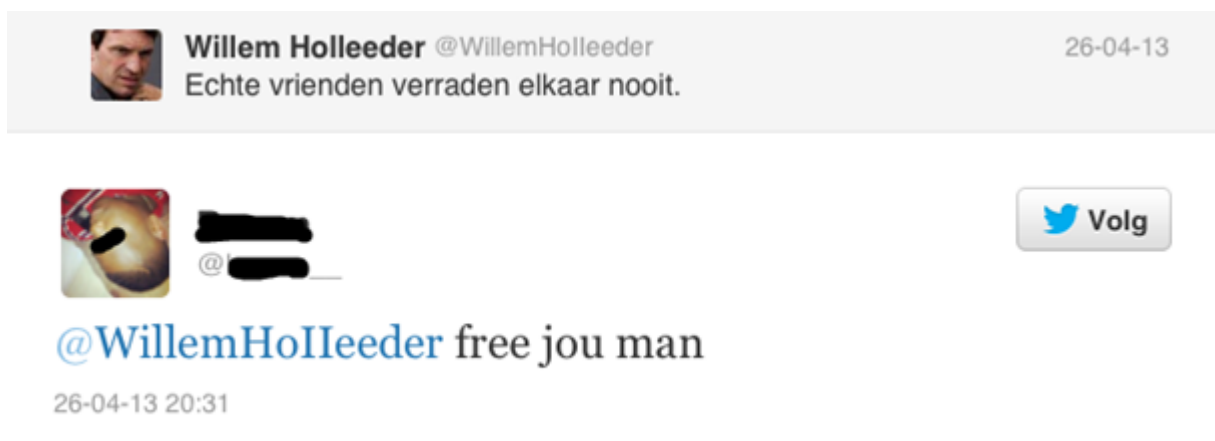 Willem Holleeder @WillemHoIleeder 26-04-13
Echte vrienden verraden elkaar nooit.
Volg
@
@WillemHoIIeeder free jou man
26-04-13 20:31